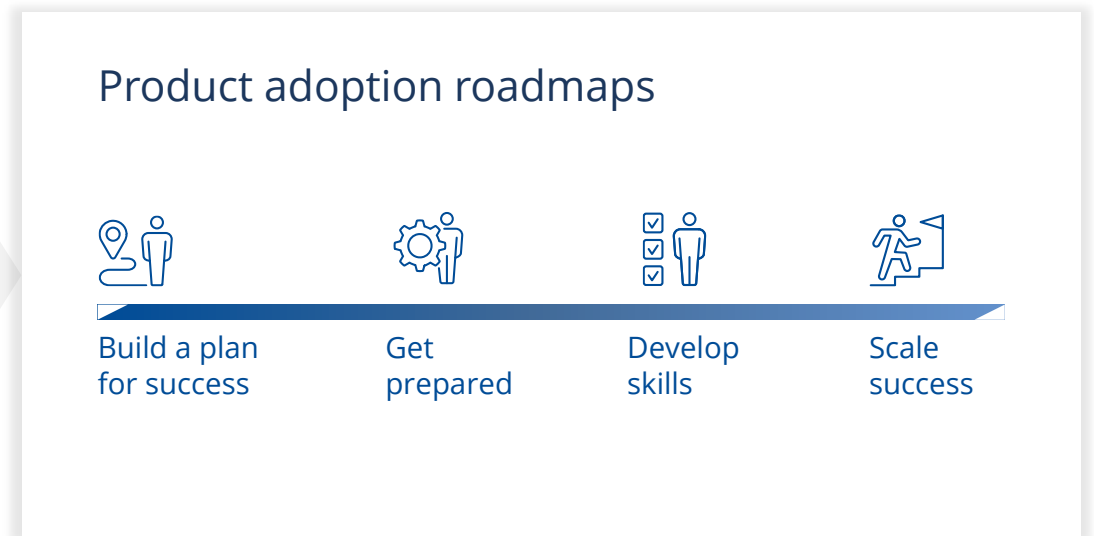 Product adoption roadmaps
Build a plan
for success
Get
prepared
Develop
skills
Scale
success